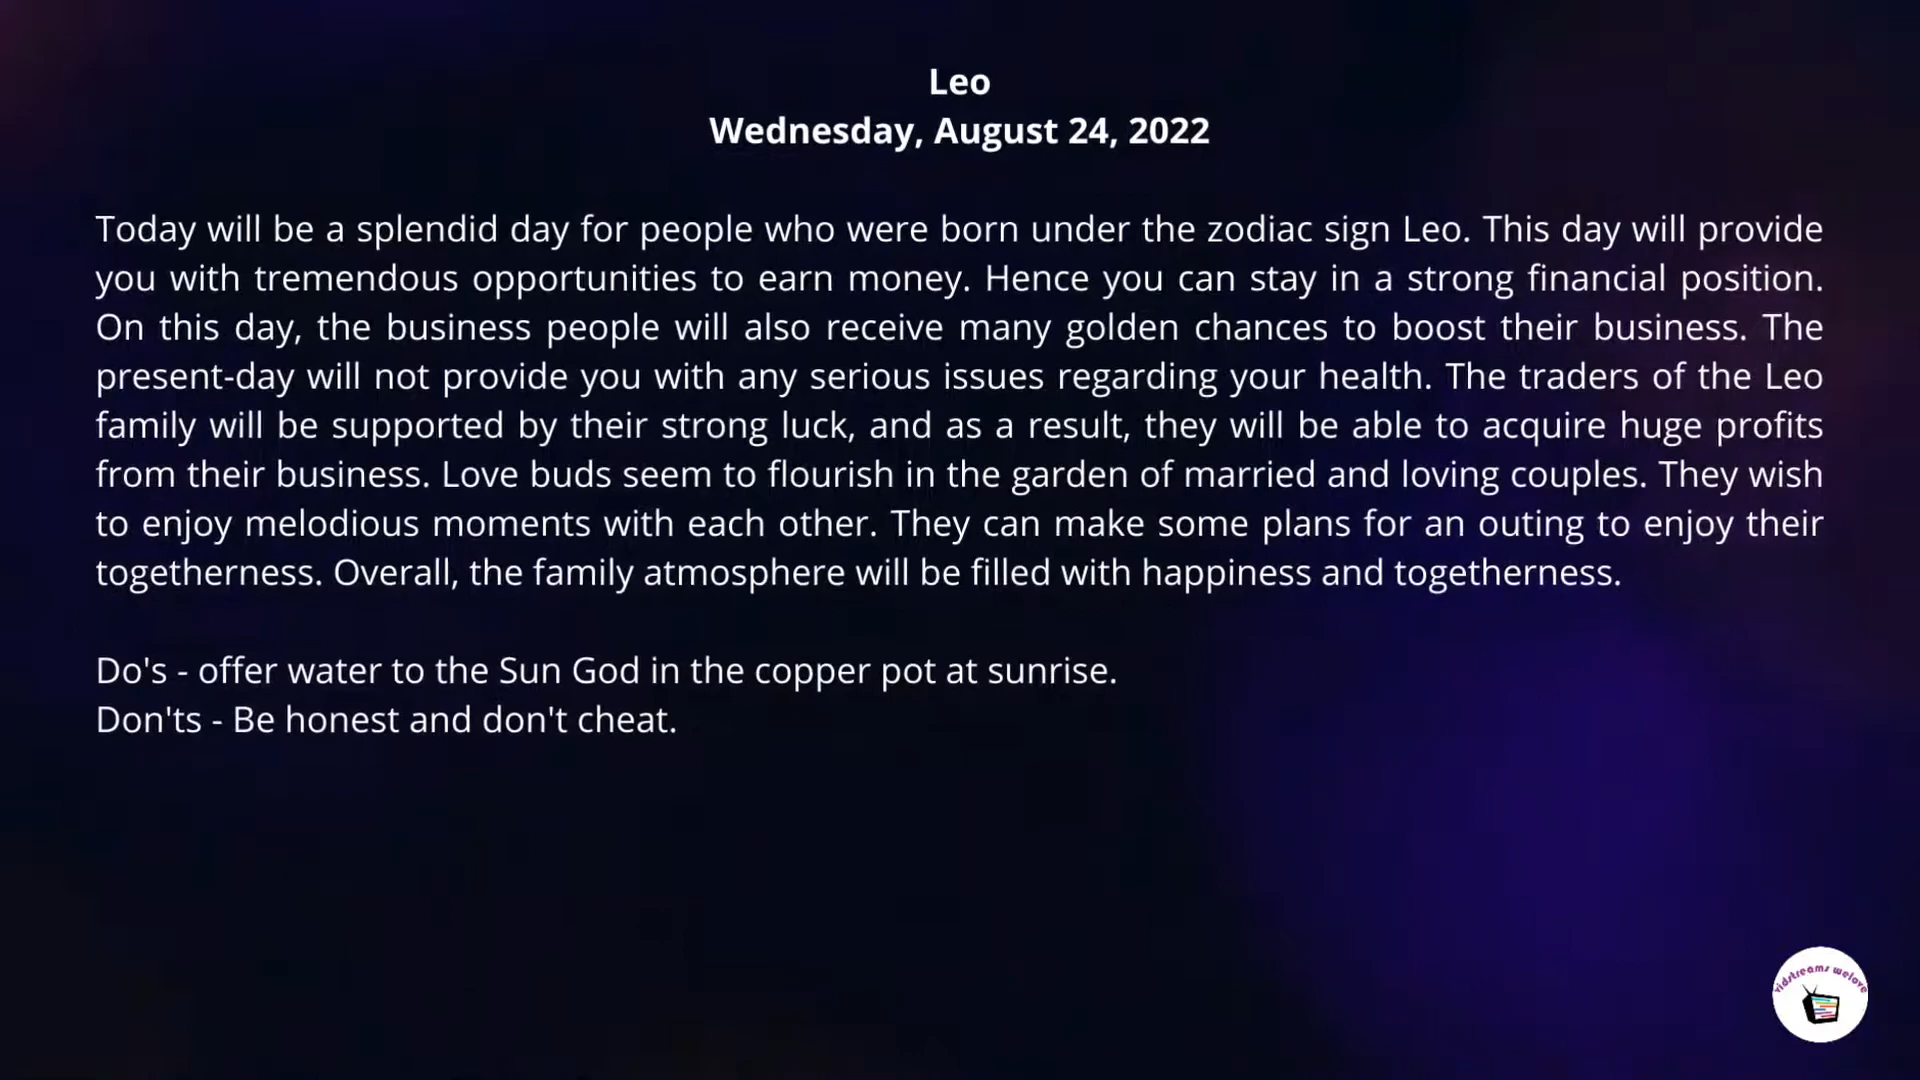 Leo
Wednesday, August 24, 2022
Today will be a splendid day for people who were born under the zodiac sign Leo. This day will provide
you with tremendous opportunities to earn money. Hence you can stay in a strong financial position.
On this day, the business people will also receive many golden chances to boost their business. The
present-day will not provide you with any serious issues regarding your health. The traders of the Leo
family will be supported by their strong luck, and as a result, they will be able to acquire huge profits
from their business. Love buds seem to flourish in the garden of married and loving couples. They wish
to enjoy melodious moments with each other. They can make some plans for an outing to enjoy their
togetherness. Overall, the family atmosphere will be filled with happiness and togetherness.
Do's - offer water to the Sun God in the copper pot at sunrise.
Don'ts - Be honest and don't cheat.
welove